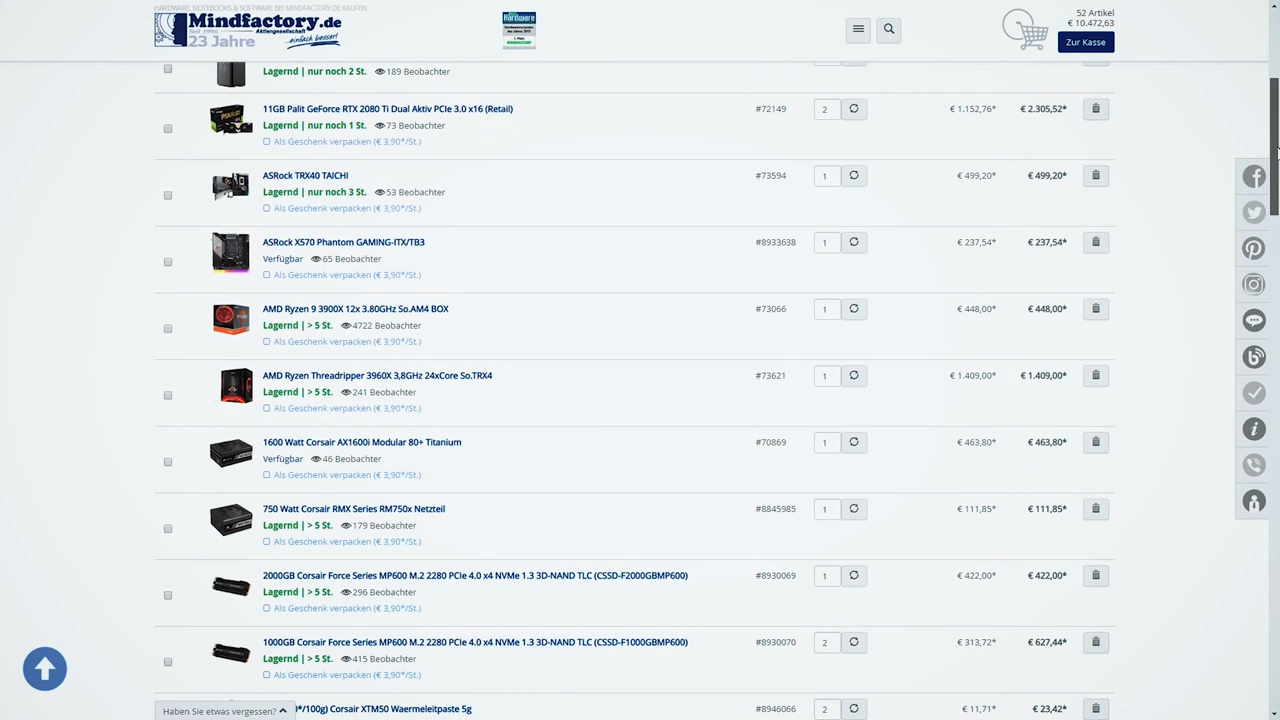 HARDWARE, NOTEBOOKS & SOFTWARE BEI MINDFACTORY.DE KAUFEN
Mindfactory.de
Seit 1996 Aktiengesellschaft
23 Jahre einfach besser!
Hardware
MINDFACTORY
52 Artikel
€ 10.472,63
Zur Kasse
Lagernd | nur noch 2 St. 189 Beobachter
11GB Palit GeForce RTX 2080 Ti Dual Aktiv PCIe 3.0 x16 (Retail) #72149 2 € 1.152,76* € 2.305,52*
Lagernd | nur noch 1 St. 73 Beobachter
Als Geschenk verpacken (€ 3,90*/St.)
ASRock TRX40 TAICHI #73594 1 € 499,20* € 499,20*
Lagernd | nur noch 3 St. 53 Beobachter
Als Geschenk verpacken (€ 3,90*/St.)
ASRock X570 Phantom GAMING-ITX/TB3 #8933638 1 € 237,54* € 237,54*
Verfügbar 65 Beobachter
Als Geschenk verpacken (€ 3,90*/St.)
AMD Ryzen 9 3900X 12x 3.80GHz So.AM4 BOX #73066 1 € 448,00* € 448,00*
Lagernd | > 5 St. 4722 Beobachter
Als Geschenk verpacken (€ 3,90*/St.)
AMD Ryzen Threadripper 3960X 3,8GHz 24xCore So.TRX4 #73621 1 € 1.409,00* € 1.409,00*
Lagernd | > 5 St. 241 Beobachter
Als Geschenk verpacken (€ 3,90*/St.)
1600 Watt Corsair AX1600i Modular 80+ Titanium #70869 1 € 463,80* € 463,80*
Verfügbar 46 Beobachter
Als Geschenk verpacken (€ 3,90*/St.)
750 Watt Corsair RMX Series RM750x Netzteil #8845985 1 € 111,85* € 111,85*
Lagernd | > 5 St. 179 Beobachter
Als Geschenk verpacken (€ 3,90*/St.)
2000GB Corsair Force Series MP600 M.2 2280 PCIe 4.0 x4 NVMe 1.3 3D-NAND TLC (CSSD-F2000GBMP600) #8930069 1 € 422,00* € 422,00*
Lagernd | > 5 St. 296 Beobachter
Als Geschenk verpacken (€ 3,90*/St.)
1000GB Corsair Force Series MP600 M.2 2280 PCIe 4.0 x4 NVMe 1.3 3D-NAND TLC (CSSD-F1000GBMP600) #8930070 2 € 313,72* € 627,44*
Lagernd | > 5 St. 415 Beobachter
Als Geschenk verpacken (€ 3,90*/St.)
*/100g) Corsair XTM50 Waermeleitpaste 5g #8946066 2 € 11,71* € 23,42*
Haben Sie etwas vergessen?